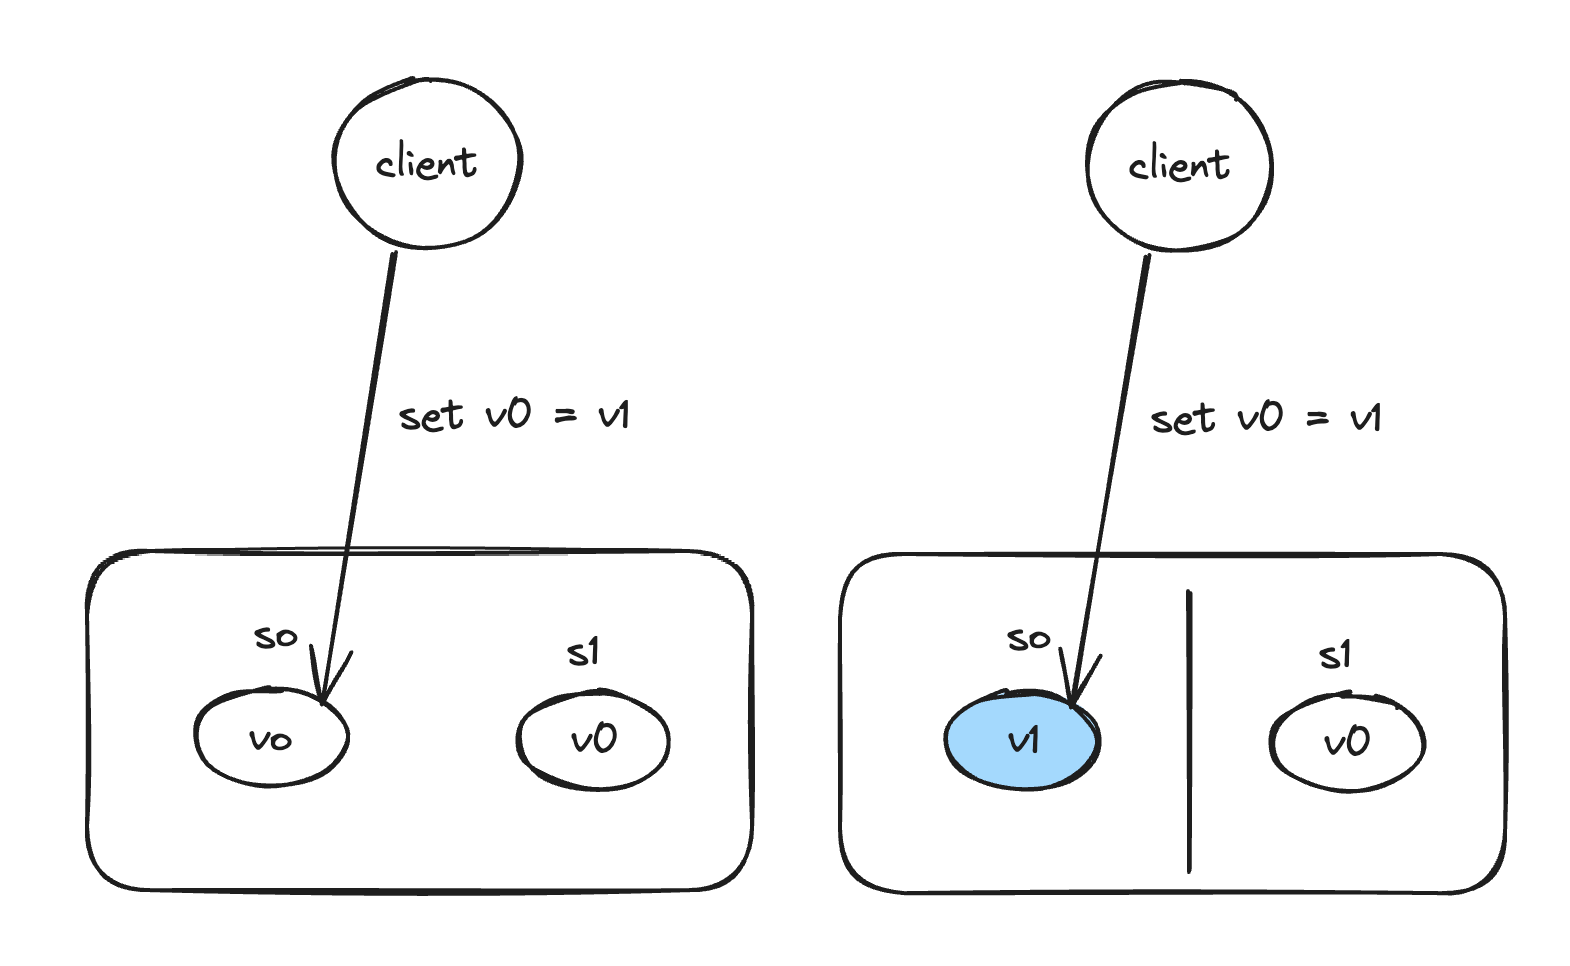 client
set v0 = v1
so
s1
vo
v0
client
set v0 = v1
so
s1
v1
v0